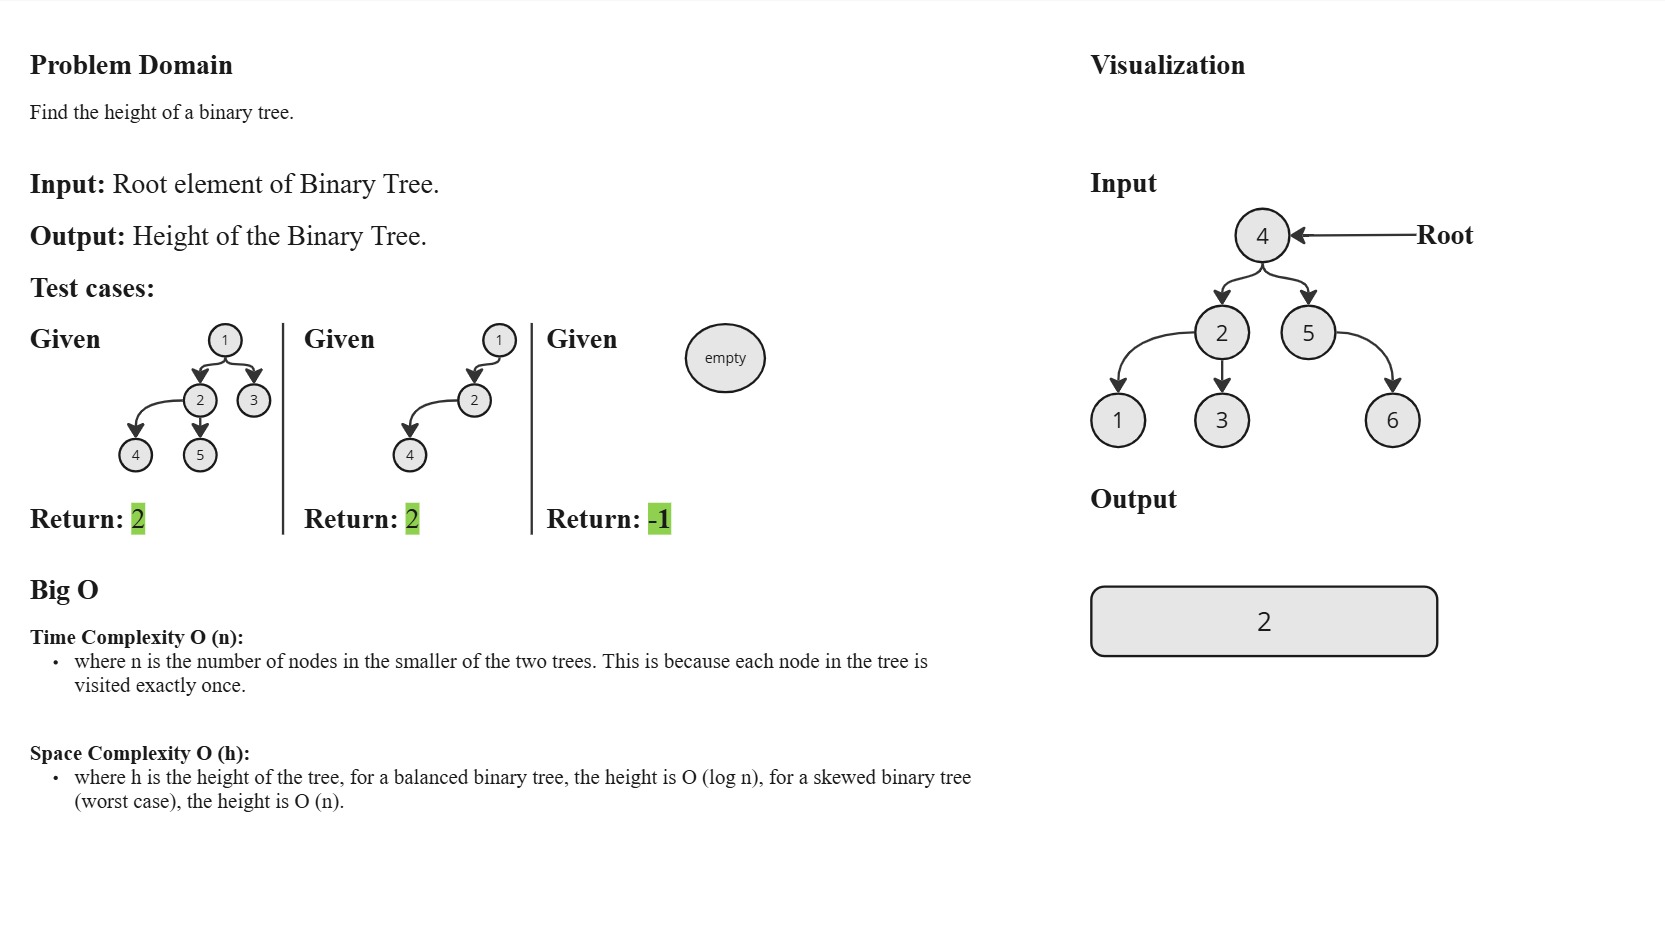 Problem Domain
Find the height of a binary tree.
Input: Root element of Binary Tree.
Output: Height of the Binary Tree.
Test cases:
Given
1
2
3
4
5
Return: 2
Given
1
2
4
Return: 2
Given
empty
Return: -1
Big O
Time Complexity O (n):
• where n is the number of nodes in the smaller of the two trees. This is because each node in the tree is
visited exactly once.
Space Complexity O (h):
• where h is the height of the tree, for a balanced binary tree, the height is O (log n), for a skewed binary tree
(worst case), the height is O (n).
Visualization
Input
4
Root
2
5
1
3
6
Output
2